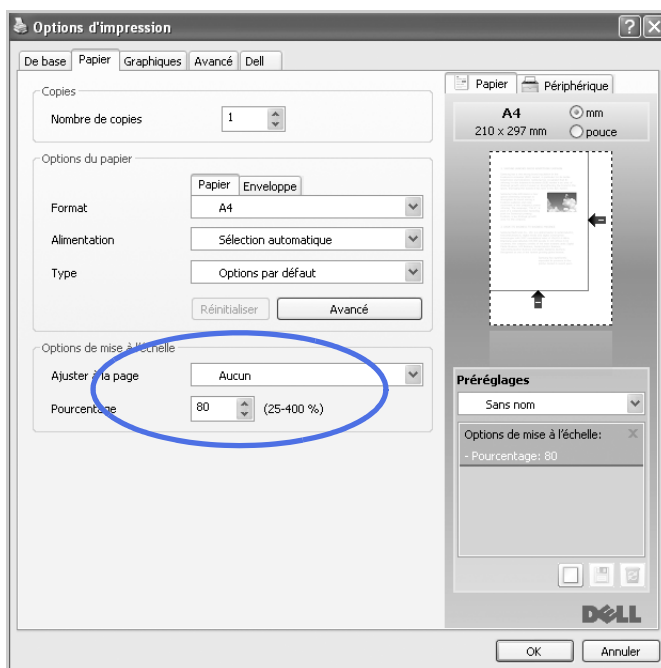 Options d'impression
De base Papier Graphiques Avancé Dell
Copies
Nombre de copies 1
Options du papier
Papier Enveloppe
Format A4
Alimentation Sélection automatique
Type Options par défaut
Réinitialiser Avancé
Options de mise à l'échelle
Ajuster à la page Aucun
Pourcentage 80 (25-400 %)
Papier Périphérique
A4 mm
210 x 297 mm pouce
Préréglages
Sans nom
Options de mise à l'échelle:
- Pourcentage: 80
DELL
OK Annuler